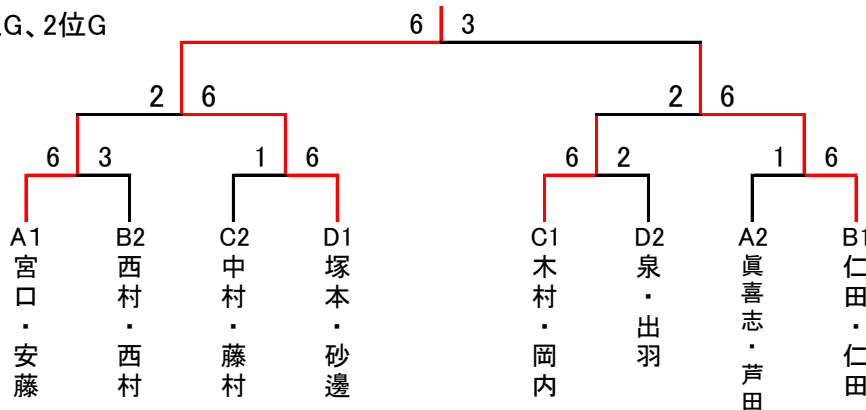 G、2位G
6 3
2 6
2 6
6 3
1 6
6 2
1 6
A1
宮口・安藤
B2
西村・西村
C2
中村・藤村
D1
塚本・砂邊
C1
木村・岡内
D2
泉・出羽
A2
眞喜志・芦田
B1
仁田・仁田